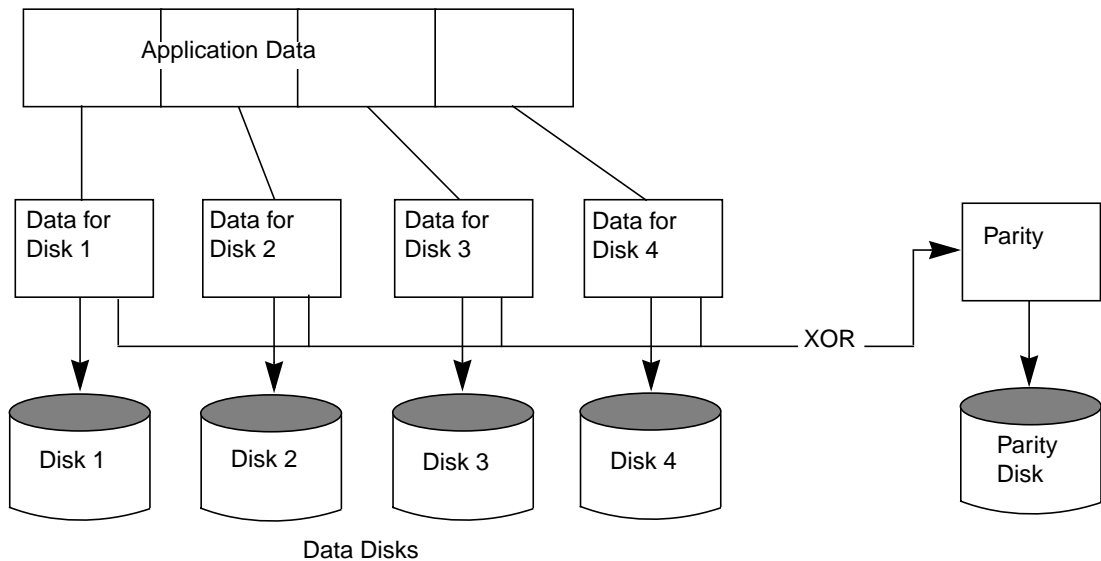 Application Data
Data for
Disk 1
Data for
Disk 2
Data for
Disk 3
Data for
Disk 4
Parity
XOR
Disk 1
Disk 2
Disk 3
Disk 4
Parity
Disk
Data Disks